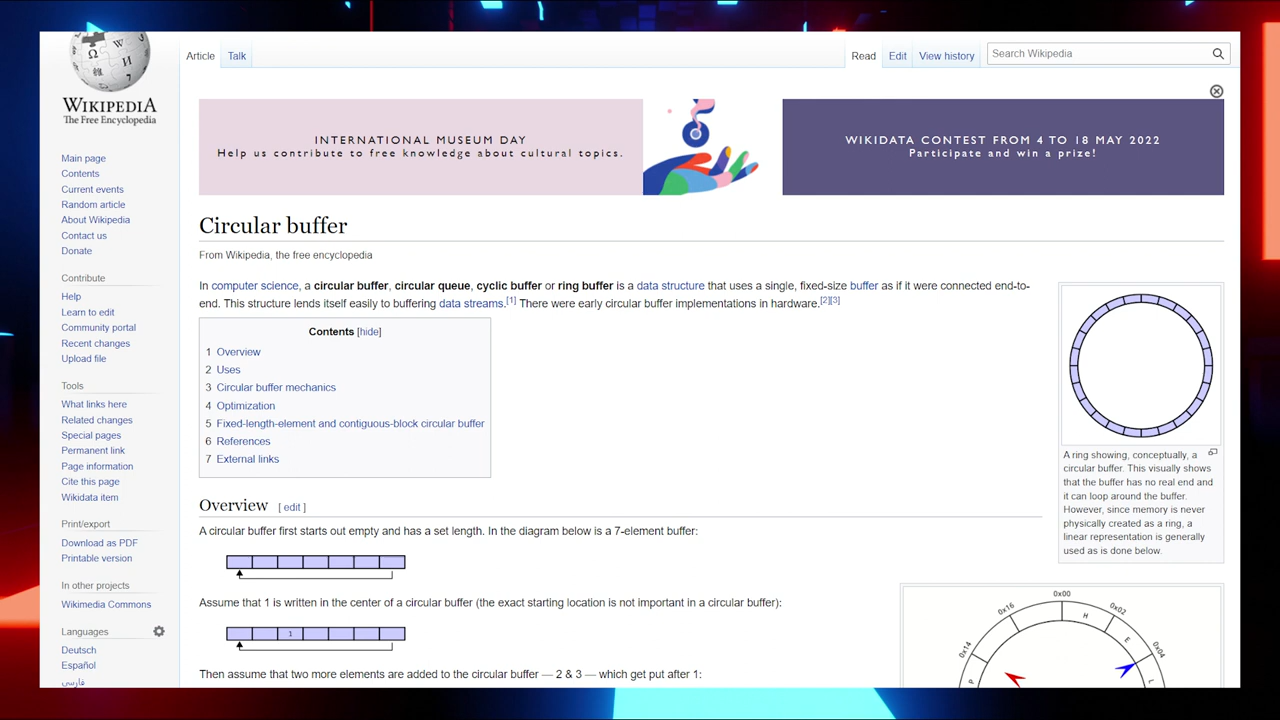 WIKIPEDIA
The Free Encyclopedia
Main page
Contents
Current events
Random article
About Wikipedia
Contact us
Donate
Contribute
Help
Learn to edit
Community portal
Recent changes
Upload file
Tools
What links here
Related changes
Special pages
Permanent link
Page information
Cite this page
Wikidata item
Print/export
Download as PDF
Printable version
In other projects
Wikimedia Commons
Languages
Deutsch
Español
فارسی
Article Talk
Read Edit View history Search Wikipedia
INTERNATIONAL MUSEUM DAY
Help us contribute to free knowledge about cultural topics.
WIKIDATA CONTEST FROM 4 TO 18 MAY 2022
Participate and win a prize!
Circular buffer
From Wikipedia, the free encyclopedia
In computer science, a circular buffer, circular queue, cyclic buffer or ring buffer is a data structure that uses a single, fixed-size buffer as if it were connected end-to-
end. This structure lends itself easily to buffering data streams.[1] There were early circular buffer implementations in hardware.[2][3]
Contents [hide]
1 Overview
2 Uses
3 Circular buffer mechanics
4 Optimization
5 Fixed-length-element and contiguous-block circular buffer
6 References
7 External links
A ring showing, conceptually, a
circular buffer. This visually shows
that the buffer has no real end and
it can loop around the buffer.
However, since memory is never
physically created as a ring, a
linear representation is generally
used as is done below.
Overview [ edit ]
A circular buffer first starts out empty and has a set length. In the diagram below is a 7-element buffer:
Assume that 1 is written in the center of a circular buffer (the exact starting location is not important in a circular buffer):
1
Then assume that two more elements are added to the circular buffer — 2 & 3 — which get put after 1:
0x00
0x16
0x02
0x14
0x04
H
E
P
L